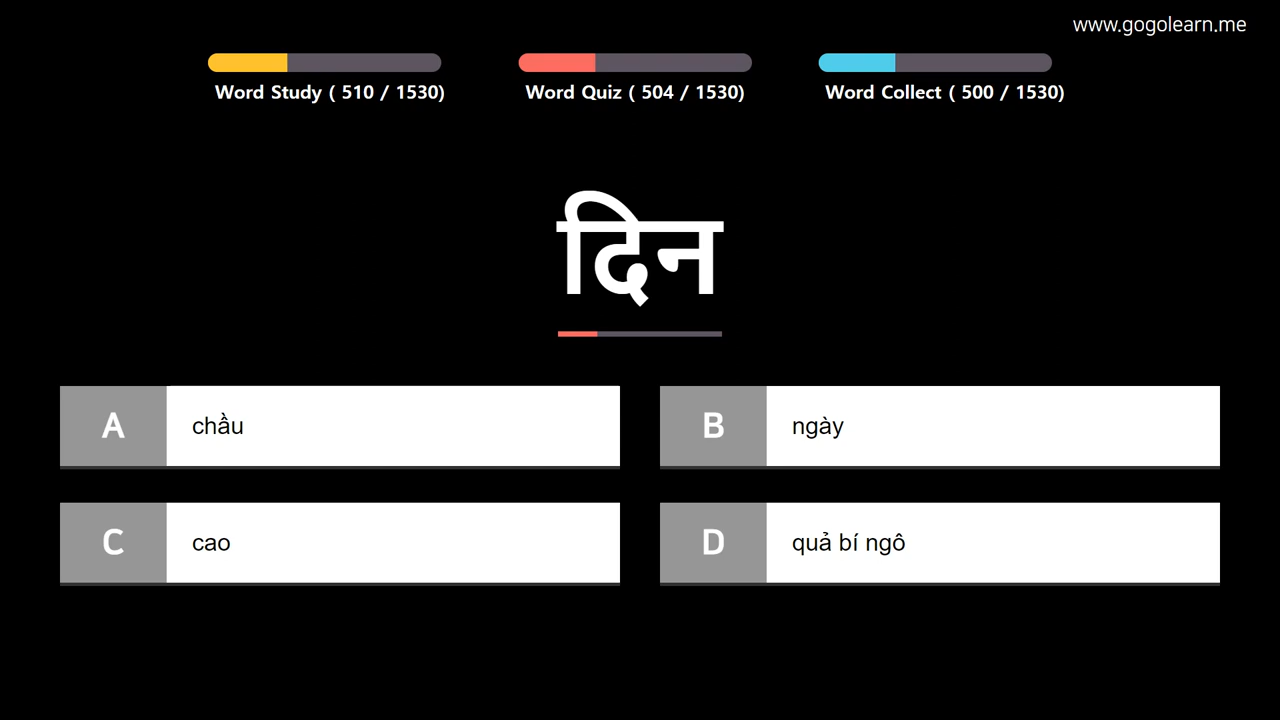 www.gogolearn.me
Word Study ( 510 / 1530)
Word Quiz ( 504 / 1530)
Word Collect ( 500 / 1530)
दिन
A chầu
B ngày
C cao
D quả bí ngô